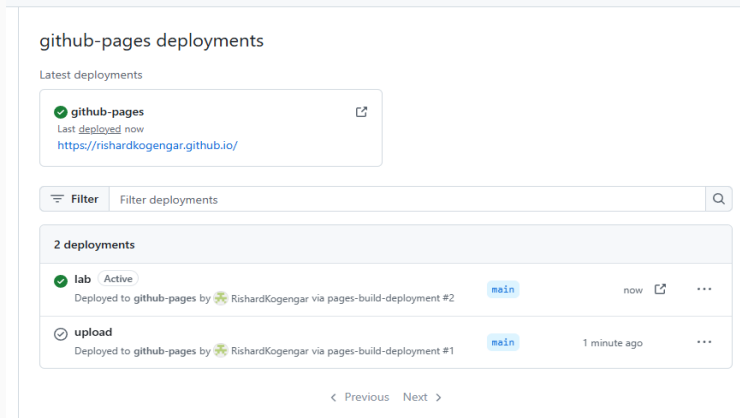 github-pages deployments
Latest deployments
github-pages
Last deployed now
https://rishardkogengar.github.io/
Filter
Filter deployments
2 deployments
lab Active
Deployed to github-pages by RishardKogengar via pages-build-deployment #2
main
now
upload
Deployed to github-pages by RishardKogengar via pages-build-deployment #1
main
1 minute ago
Previous Next